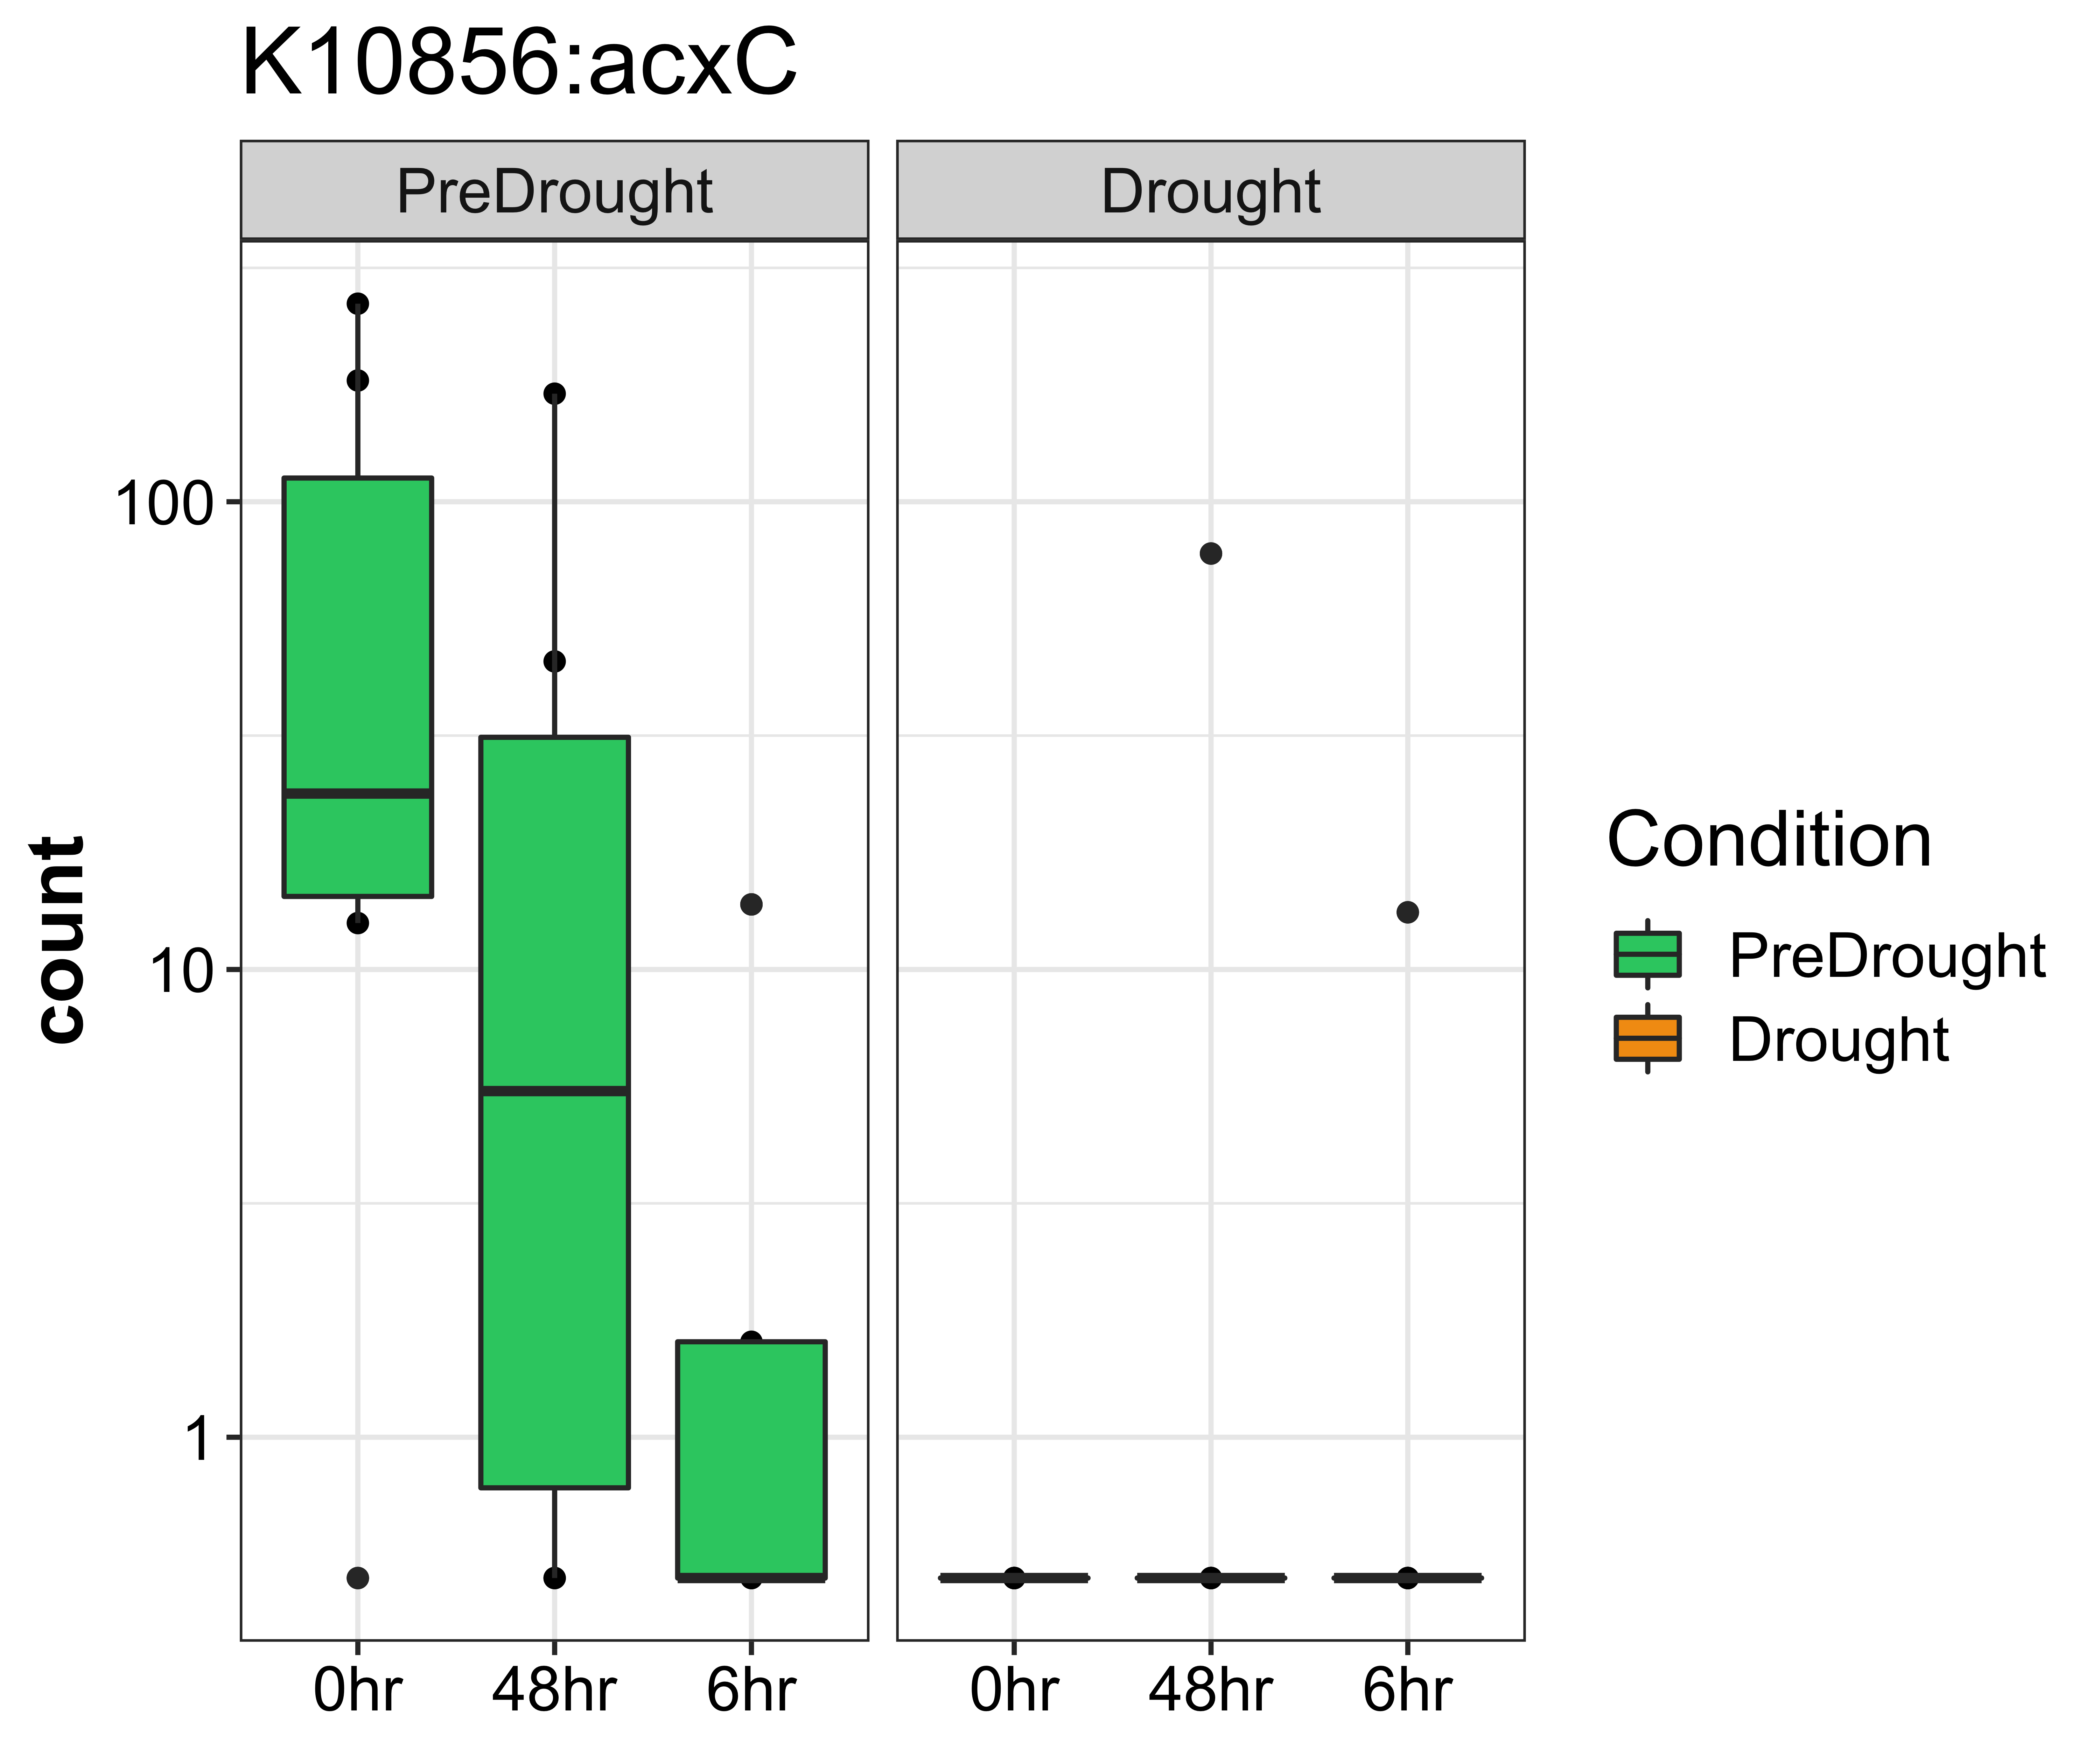 K10856:acxC
PreDrought Drought
count
100
10
1
0hr 48hr 6hr 0hr 48hr 6hr
Condition
PreDrought
Drought